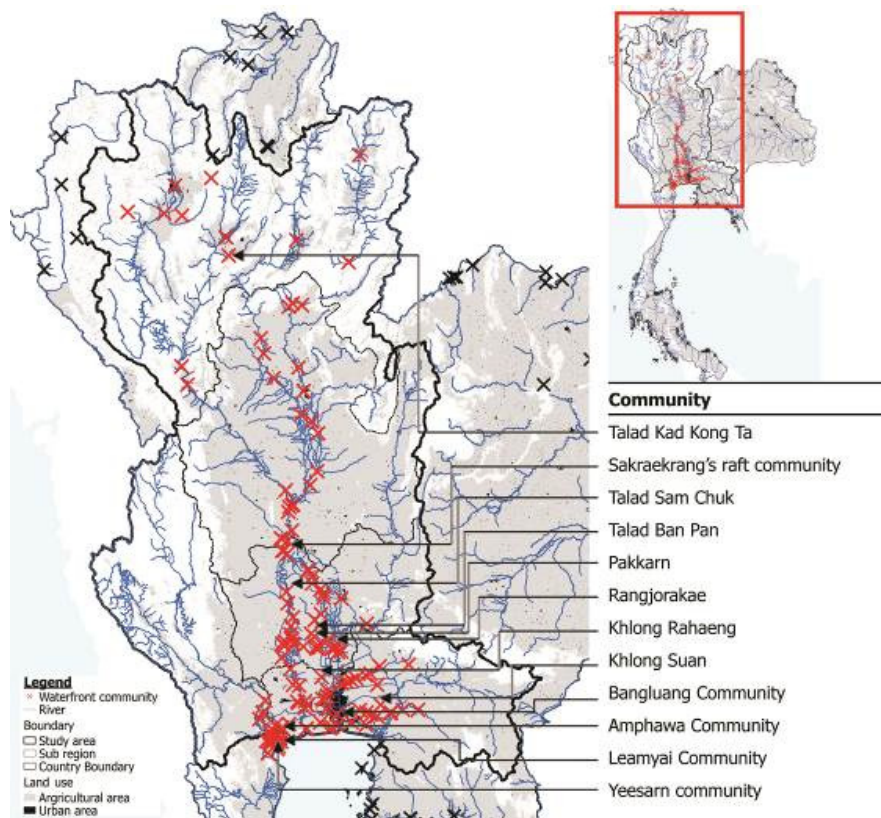 Community
Talad Kad Kong Ta
Sakraekrang's raft community
Talad Sam Chuk
Talad Ban Pan
Pakkarn
Rangjorakae
Khlong Rahaeng
Khlong Suan
Bangluang Community
Amphawa Community
Leamyai Community
Yeesarn community
Legend
Waterfront community
River
Boundary
Study area
Sub region
Country Boundary
Land use
Argricultural area
Urban area